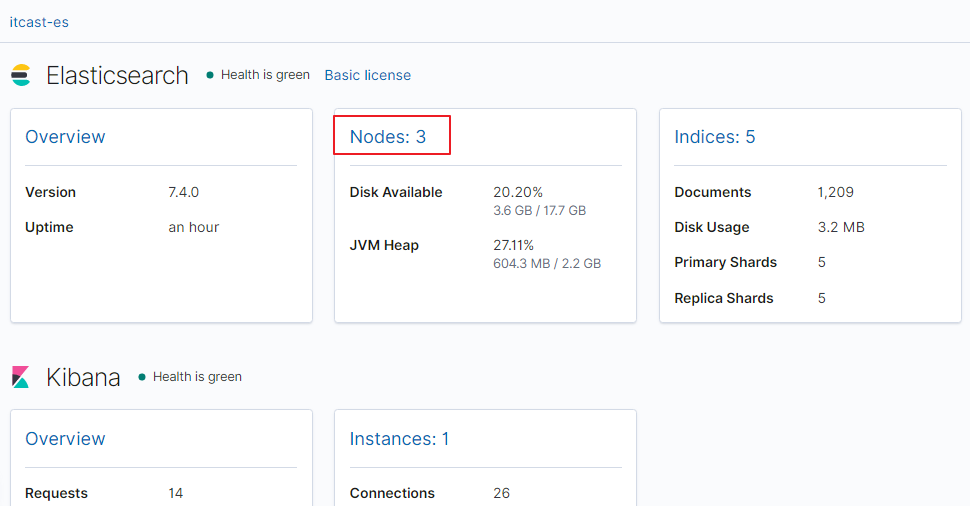 itcast-es
Elasticsearch Health is green Basic license
Overview
Version 7.4.0
Uptime an hour
Nodes: 3
Disk Available 20.20%
3.6 GB / 17.7 GB
JVM Heap 27.11%
604.3 MB / 2.2 GB
Indices: 5
Documents 1,209
Disk Usage 3.2 MB
Primary Shards 5
Replica Shards 5
Kibana Health is green
Overview
Requests 14
Instances: 1
Connections 26